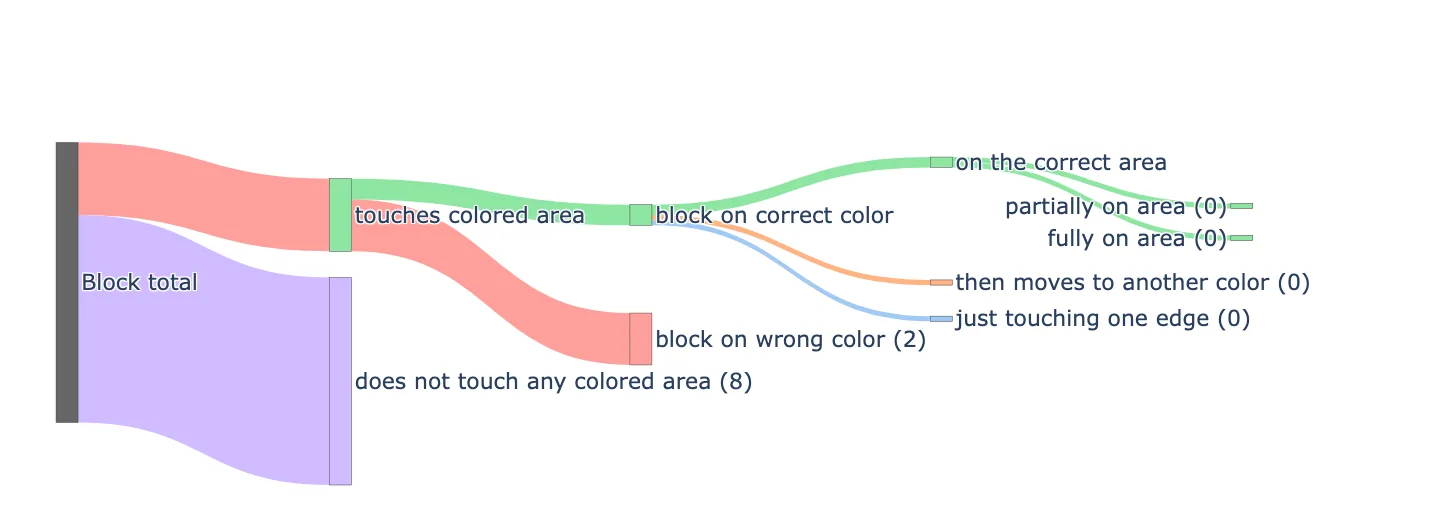 Block total
touches colored area
does not touch any colored area (8)
block on correct color
block on wrong color (2)
on the correct area
then moves to another color (0)
just touching one edge (0)
partially on area (0)
fully on area (0)